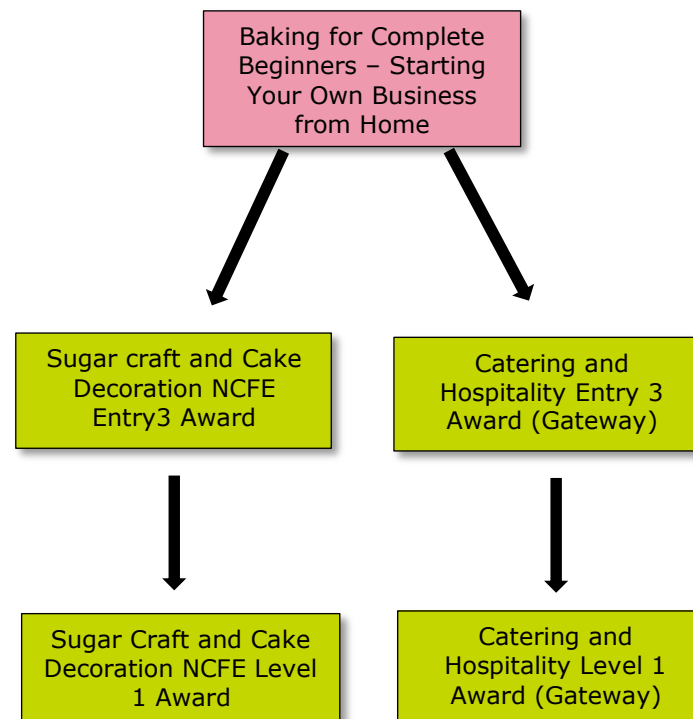 Baking for Complete
Beginners – Starting
Your Own Business
from Home
Sugar craft and Cake
Decoration NCFE
Entry3 Award
Catering and
Hospitality Entry 3
Award (Gateway)
Sugar Craft and Cake
Decoration NCFE Level
1 Award
Catering and
Hospitality Level 1
Award (Gateway)